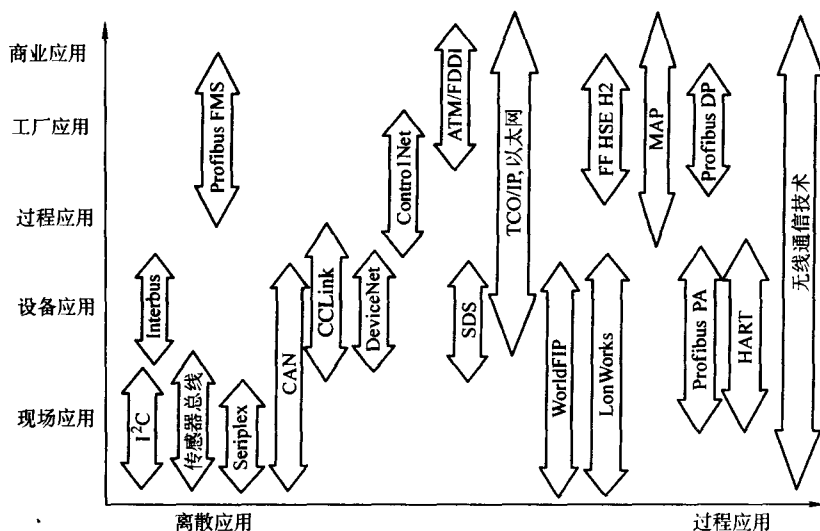 商业应用
工厂应用
过程应用
设备应用
现场应用
Profibus FMS
Interbus
I²C
传感器总线
Seriplex
CAN
CCLink
DeviceNet
ControlNet
ATM/FDDi
SDS
TCO/IP,以太网
WorldFIP
LonWorks
FF HSE H2
MAP
Profibus DP
Profibus PA
HART
无线通信技术
离散应用
过程应用